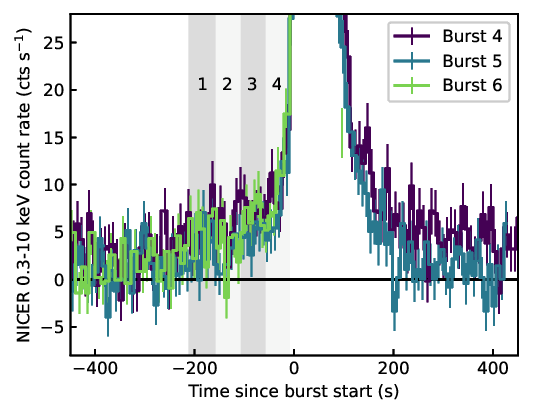 NICER 0.3-10 keV count rate (cts s⁻¹)
25
20
15
10
5
0
−5
1 2 3 4
Burst 4
Burst 5
Burst 6
−400 −200 0 200 400
Time since burst start (s)